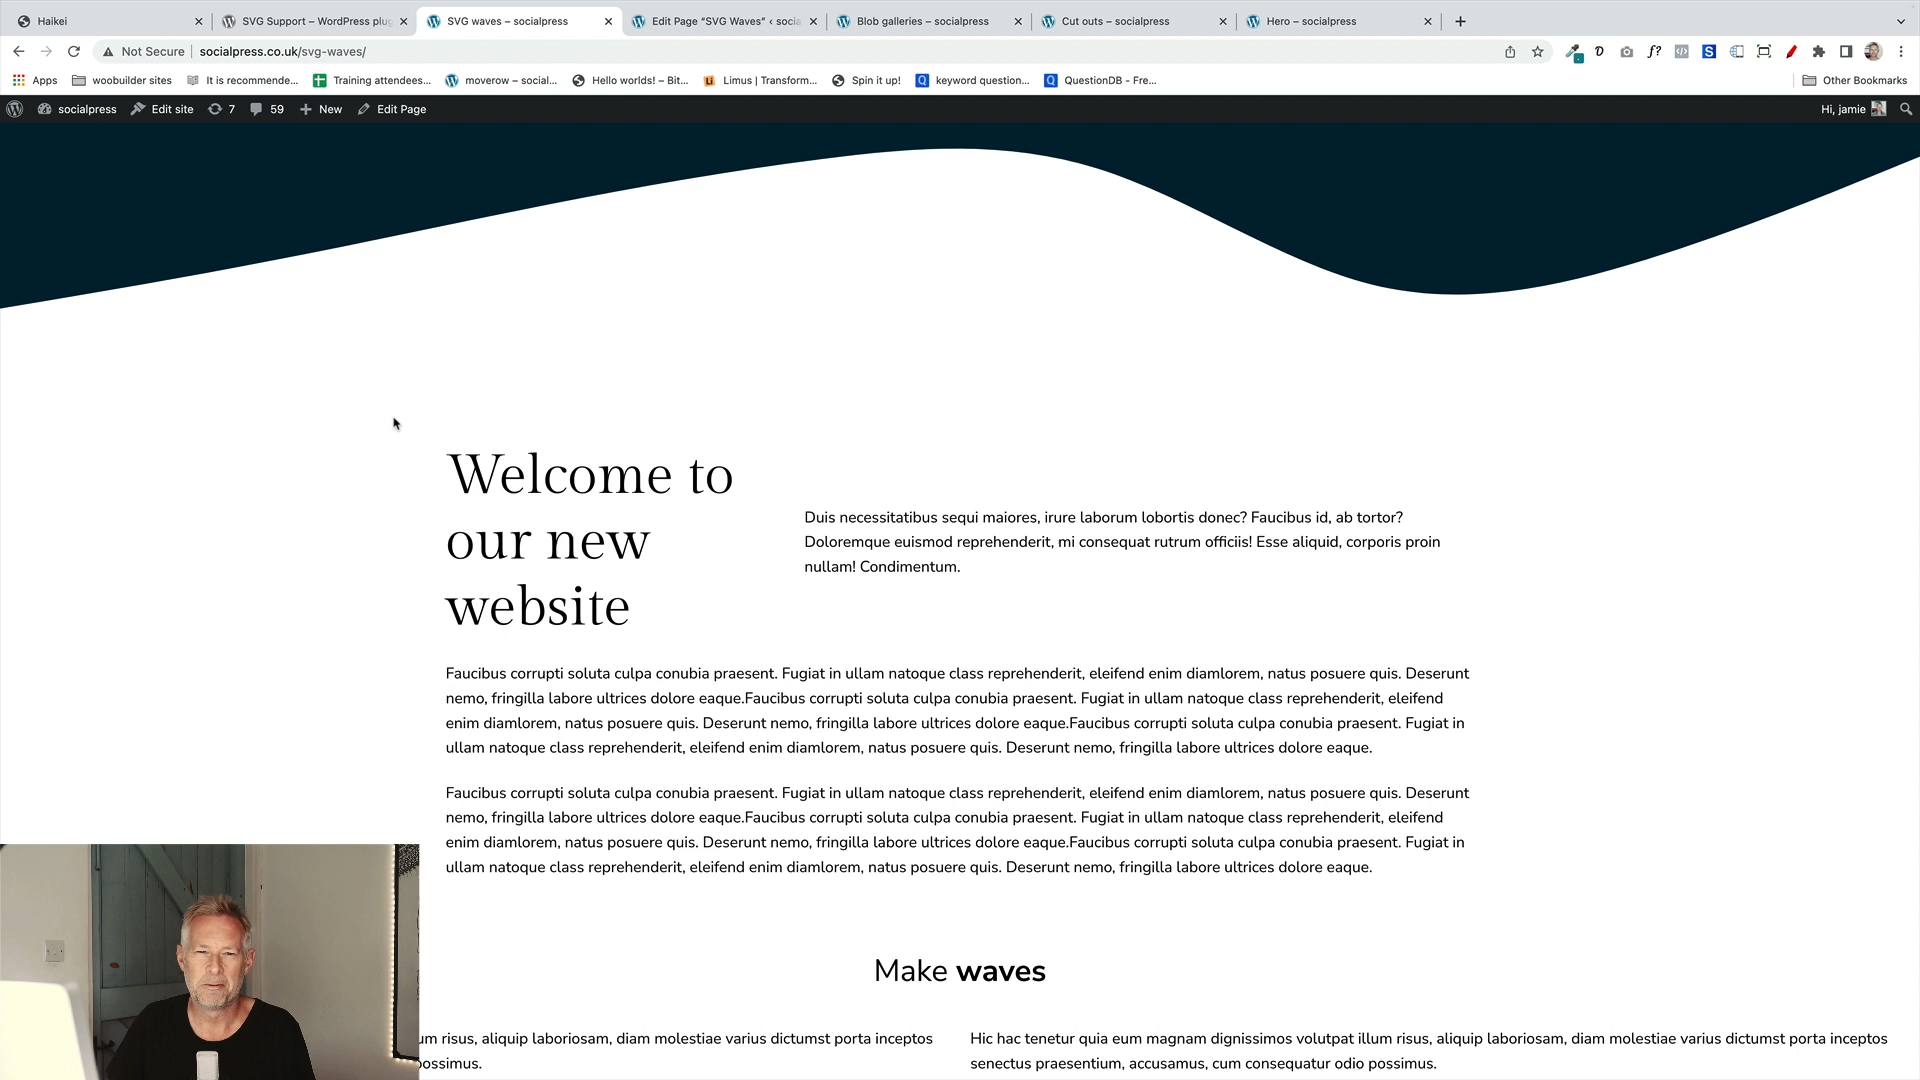 Haikei
SVG Support – WordPress plug
SVG waves – socialpress
Edit Page "SVG Waves" ‹ socia
Blob galleries – socialpress
Cut outs – socialpress
Hero – socialpress
Not Secure
socialpress.co.uk/svg-waves/
Apps
woobuilder sites
It is recommende...
Training attendees...
moverow – social...
Hello worlds! – Bit...
Limus | Transform...
Spin it up!
keyword question...
QuestionDB - Fre...
Other Bookmarks
socialpress
Edit site
7
59
New
Edit Page
Hi, jamie
Welcome to
our new
website
Duis necessitatibus sequi maiores, irure laborum lobortis donec? Faucibus id, ab tortor?
Doloremque euismod reprehenderit, mi consequat rutrum officiis! Esse aliquid, corporis proin
nullam! Condimentum.
Faucibus corrupti soluta culpa conubia praesent. Fugiat in ullam natoque class reprehenderit, eleifend enim diamlorem, natus posuere quis. Deserunt
nemo, fringilla labore ultrices dolore eaque.Faucibus corrupti soluta culpa conubia praesent. Fugiat in ullam natoque class reprehenderit, eleifend
enim diamlorem, natus posuere quis. Deserunt nemo, fringilla labore ultrices dolore eaque.Faucibus corrupti soluta culpa conubia praesent. Fugiat in
ullam natoque class reprehenderit, eleifend enim diamlorem, natus posuere quis. Deserunt nemo, fringilla labore ultrices dolore eaque.
Faucibus corrupti soluta culpa conubia praesent. Fugiat in ullam natoque class reprehenderit, eleifend enim diamlorem, natus posuere quis. Deserunt
nemo, fringilla labore ultrices dolore eaque.Faucibus corrupti soluta culpa conubia praesent. Fugiat in ullam natoque class reprehenderit, eleifend
enim diamlorem, natus posuere quis. Deserunt nemo, fringilla labore ultrices dolore eaque.Faucibus corrupti soluta culpa conubia praesent. Fugiat in
ullam natoque class reprehenderit, eleifend enim diamlorem, natus posuere quis. Deserunt nemo, fringilla labore ultrices dolore eaque.
Make waves
um risus, aliquip laboriosam, diam molestiae varius dictumst porta inceptos
possimus.
Hic hac tenetur quia eum magnam dignissimos volutpat illum risus, aliquip laboriosam, diam molestiae varius dictumst porta inceptos
senectus praesentium, accusamus, cum consequatur odio possimus.